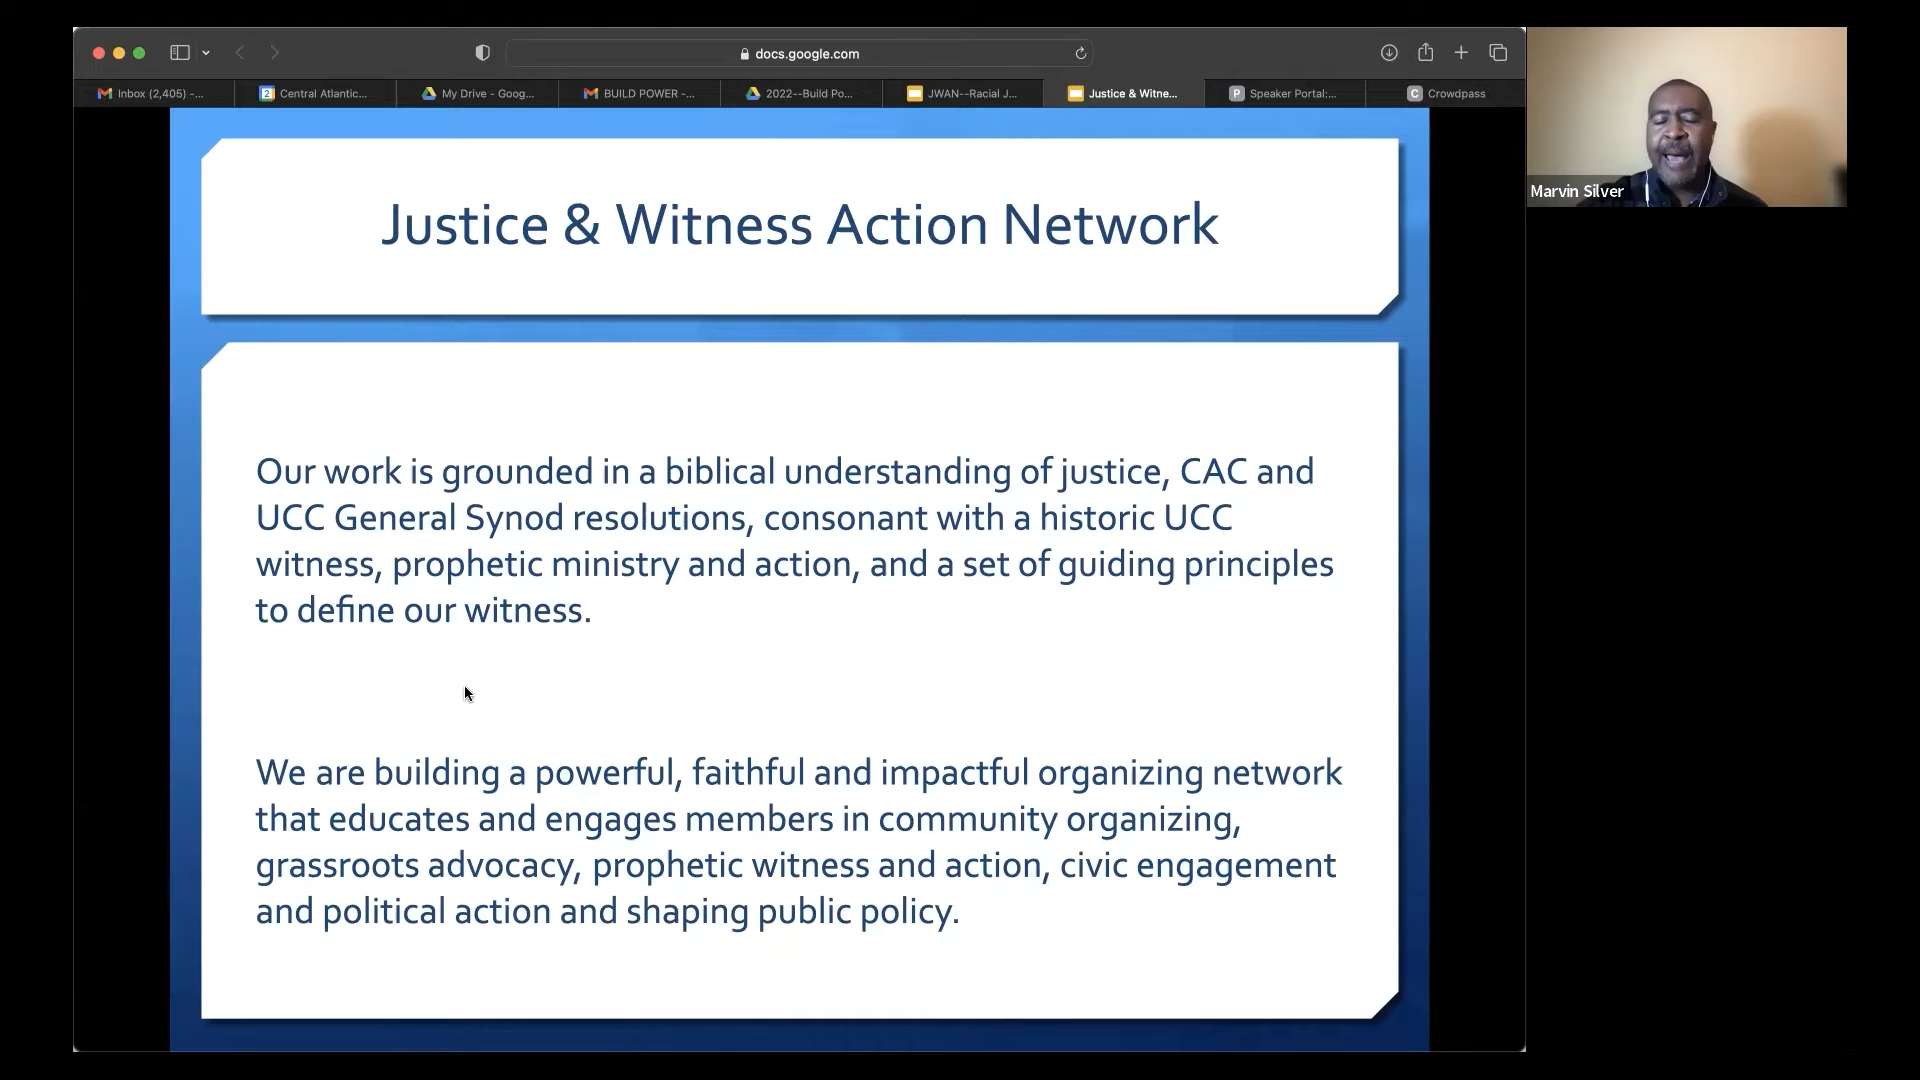 docs.google.com
Inbox (2,405) -...
2
Central Atlantic...
My Drive - Goog...
BUILD POWER -...
2022--Build Po...
JWAN--Racial J...
Justice & Witne...
P
Speaker Portal:...
C
Crowdpass
Marvin Silver
Justice & Witness Action Network
Our work is grounded in a biblical understanding of justice, CAC and
UCC General Synod resolutions, consonant with a historic UCC
witness, prophetic ministry and action, and a set of guiding principles
to define our witness.
We are building a powerful, faithful and impactful organizing network
that educates and engages members in community organizing,
grassroots advocacy, prophetic witness and action, civic engagement
and political action and shaping public policy.